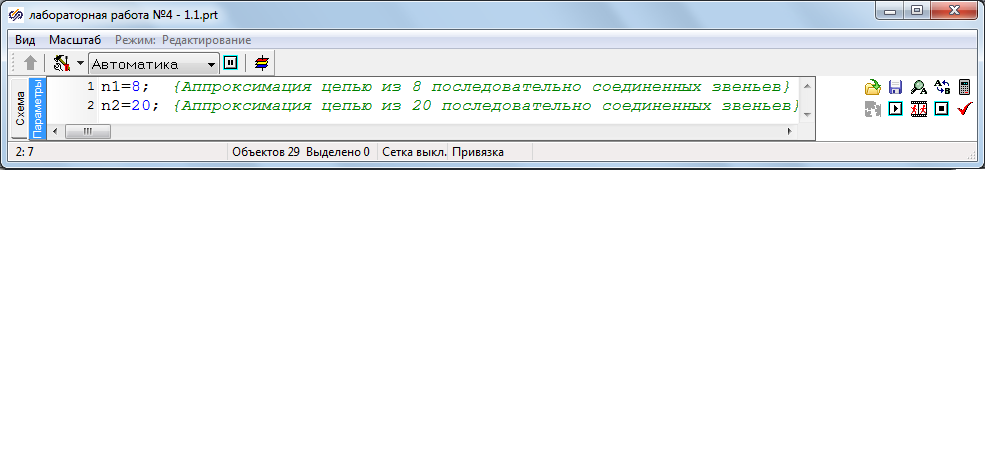 лабораторная работа №4 - 1.1.prt
Вид Масштаб Режим: Редактирование
Автоматика
Схема
Параметры
1 n1=8; {Аппроксимация цепью из 8 последовательно соединенных звеньев}
2 n2=20; {Аппроксимация цепью из 20 последовательно соединенных звеньев}
2: 7 Объектов 29 Выделено 0 Сетка выкл. Привязка